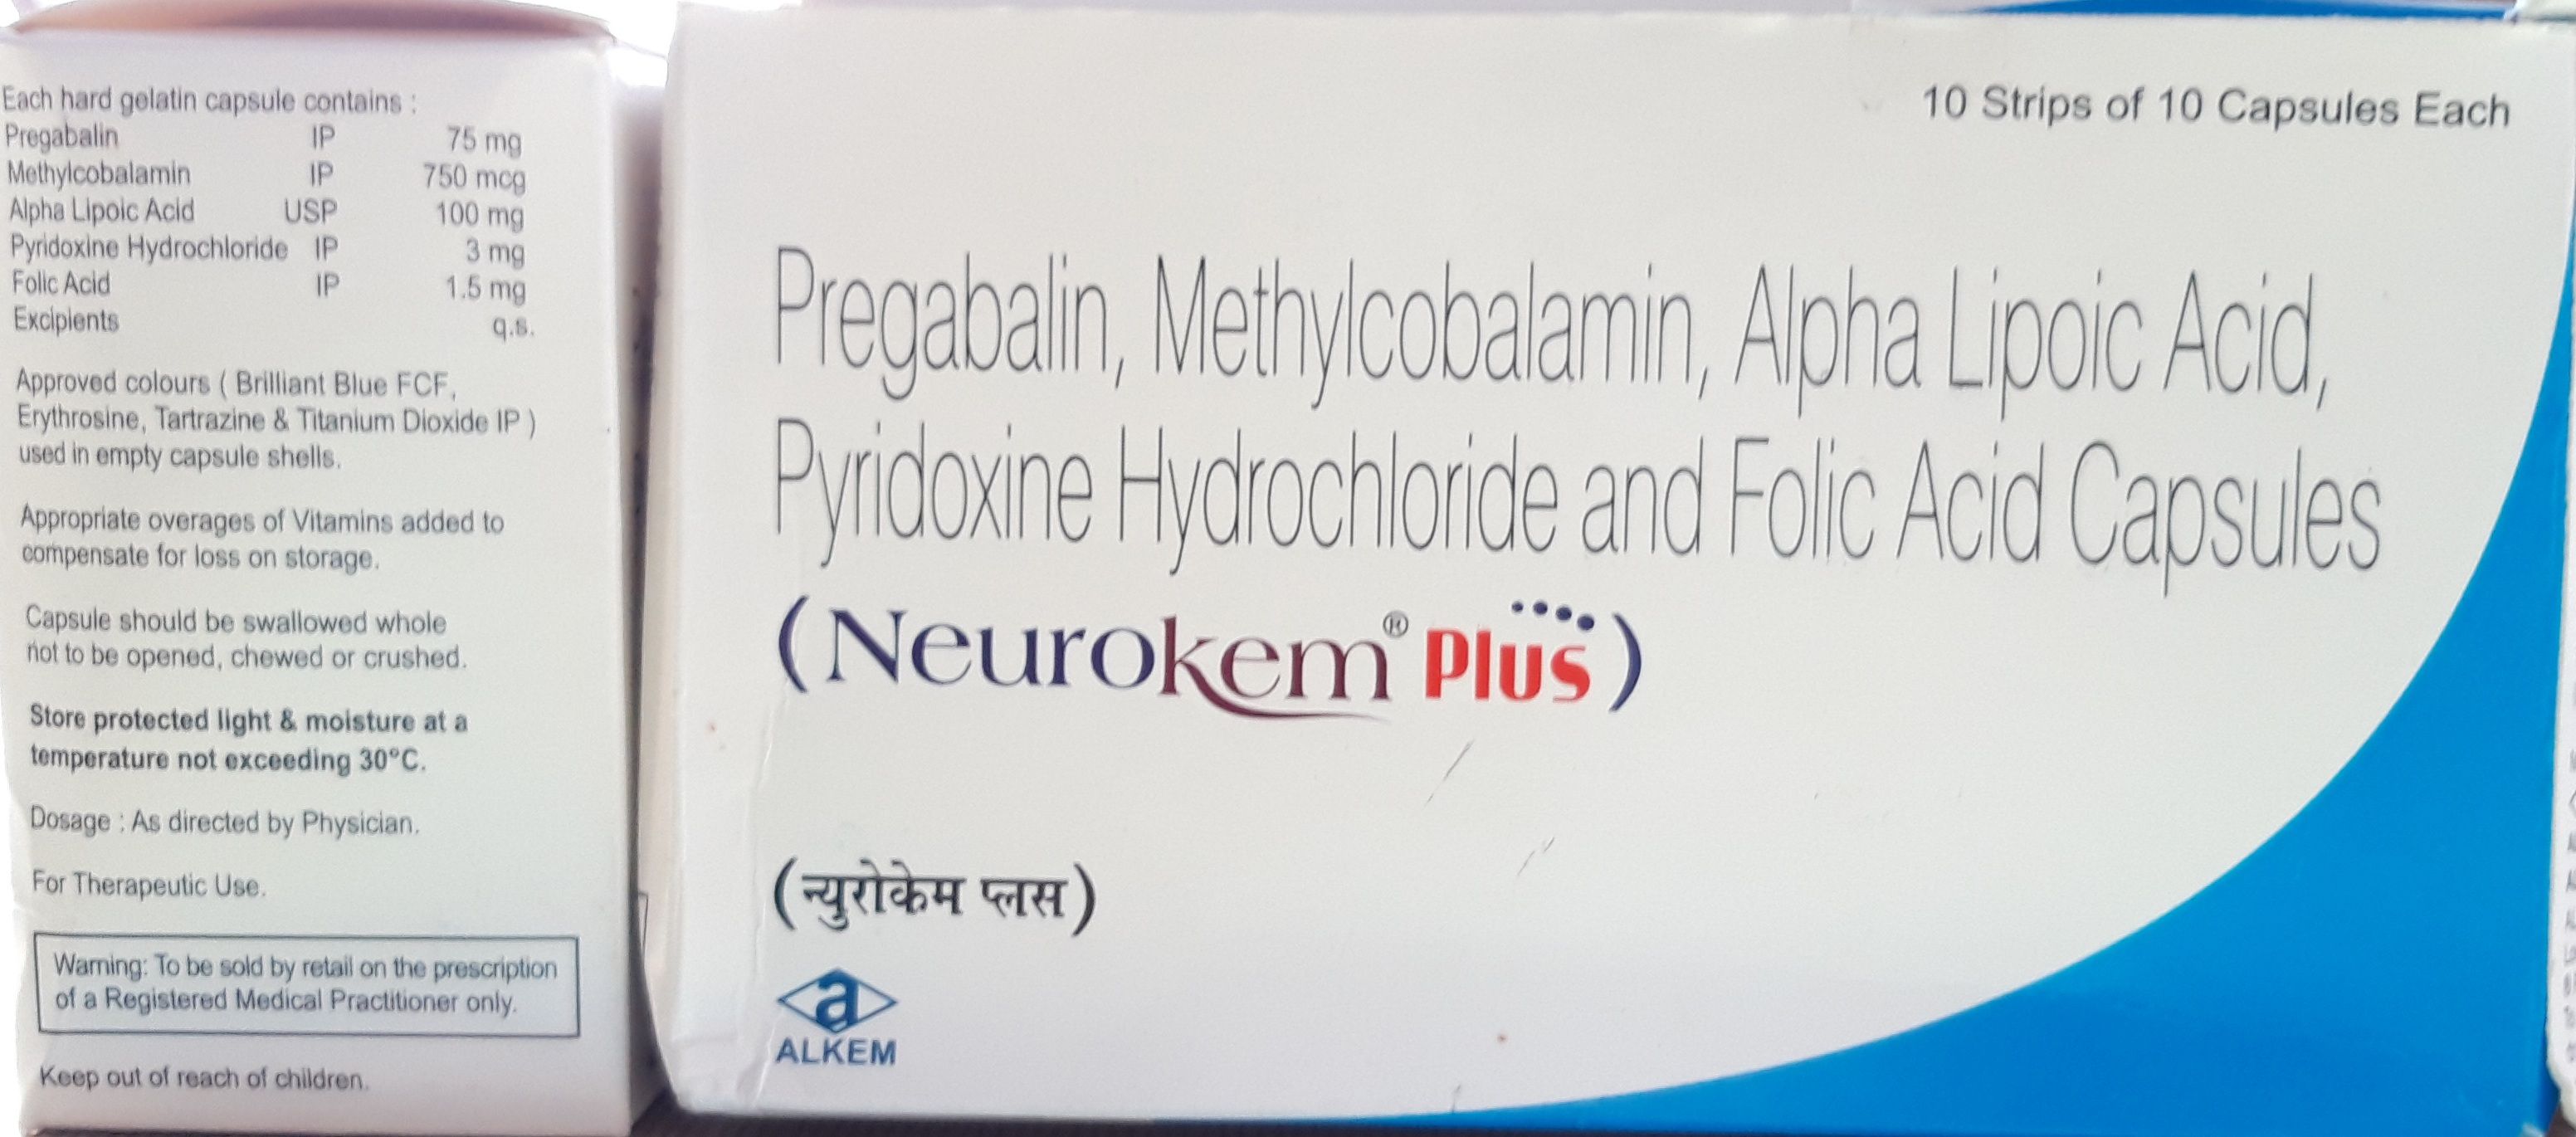 Each hard gelatin capsule contains :
Pregabalin IP 75 mg
Methylcobalamin IP 750 mcg
Alpha Lipoic Acid USP 100 mg
Pyridoxine Hydrochloride IP 3 mg
Folic Acid IP 1.5 mg
Excipients q.s.
Approved colours ( Brilliant Blue FCF,
Erythrosine, Tartrazine & Titanium Dioxide IP )
used in empty capsule shells.
Appropriate overages of Vitamins added to
compensate for loss on storage.
Capsule should be swallowed whole
not to be opened, chewed or crushed.
Store protected light & moisture at a
temperature not exceeding 30°C.
Dosage : As directed by Physician.
For Therapeutic Use.
Warning: To be sold by retail on the prescription
of a Registered Medical Practitioner only.
Keep out of reach of children.
10 Strips of 10 Capsules Each
Pregabalin, Methylcobalamin, Alpha Lipoic Acid,
Pyridoxine Hydrochloride and Folic Acid Capsules
(Neurokem® Plus)
(न्युरोकेम प्लस)
a
ALKEM